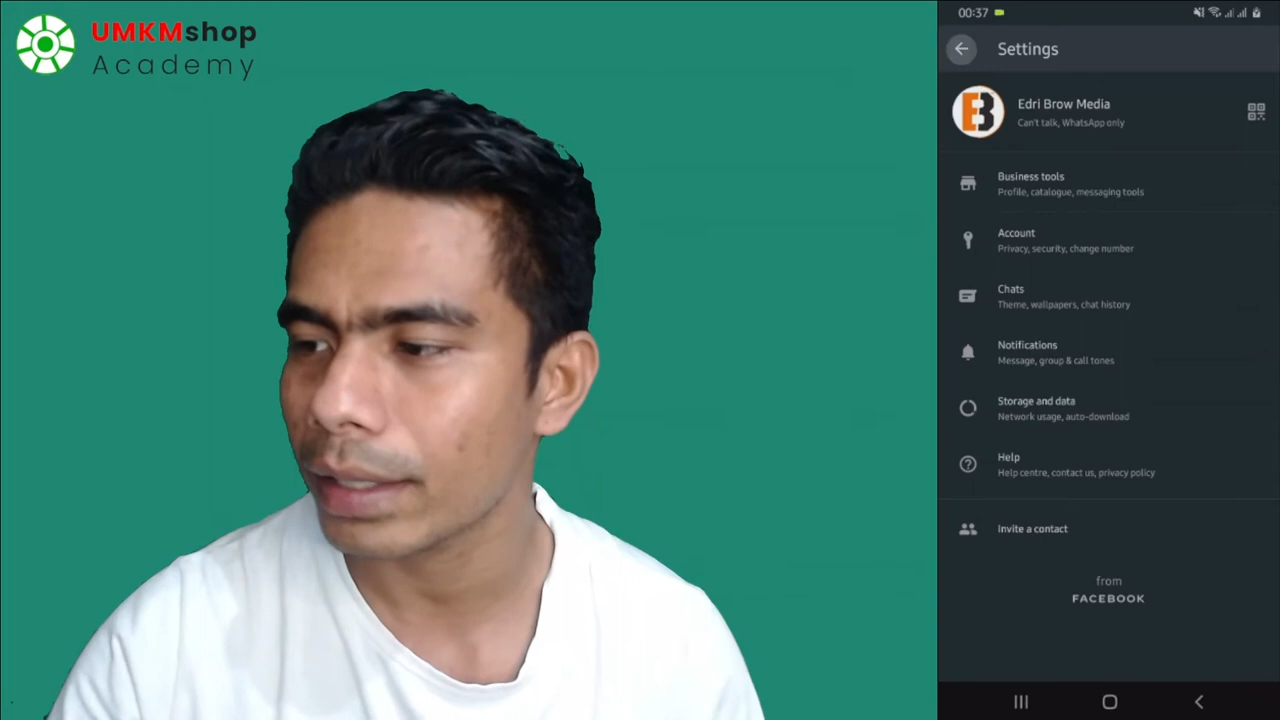 UMKMshop
Academy
00:37
Settings
Edri Brow Media
Can't talk, WhatsApp only
Business tools
Profile, catalogue, messaging tools
Account
Privacy, security, change number
Chats
Theme, wallpapers, chat history
Notifications
Message, group & call tones
Storage and data
Network usage, auto-download
Help
Help centre, contact us, privacy policy
Invite a contact
from
FACEBOOK